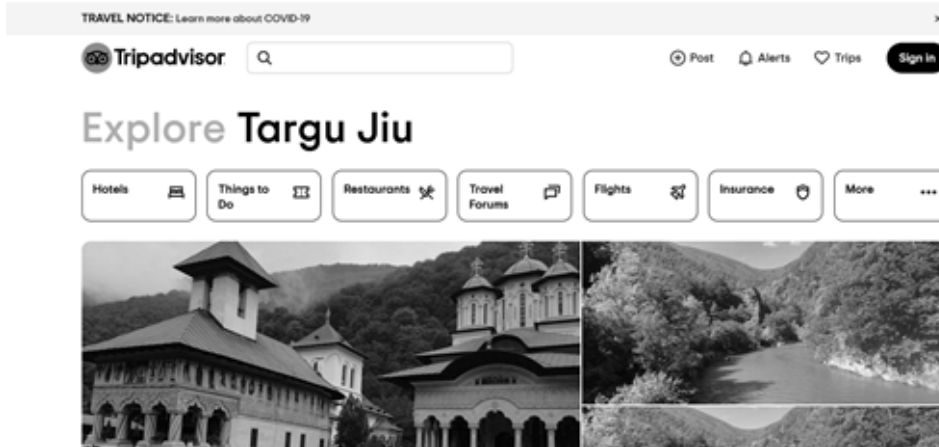 TRAVEL NOTICE: Learn more about COVID-19
Tripadvisor
Post
Alerts
Trips
Sign in
Explore Targu Jiu
Hotels
Things to
Do
Restaurants
Travel
Forums
Flights
Insurance
More